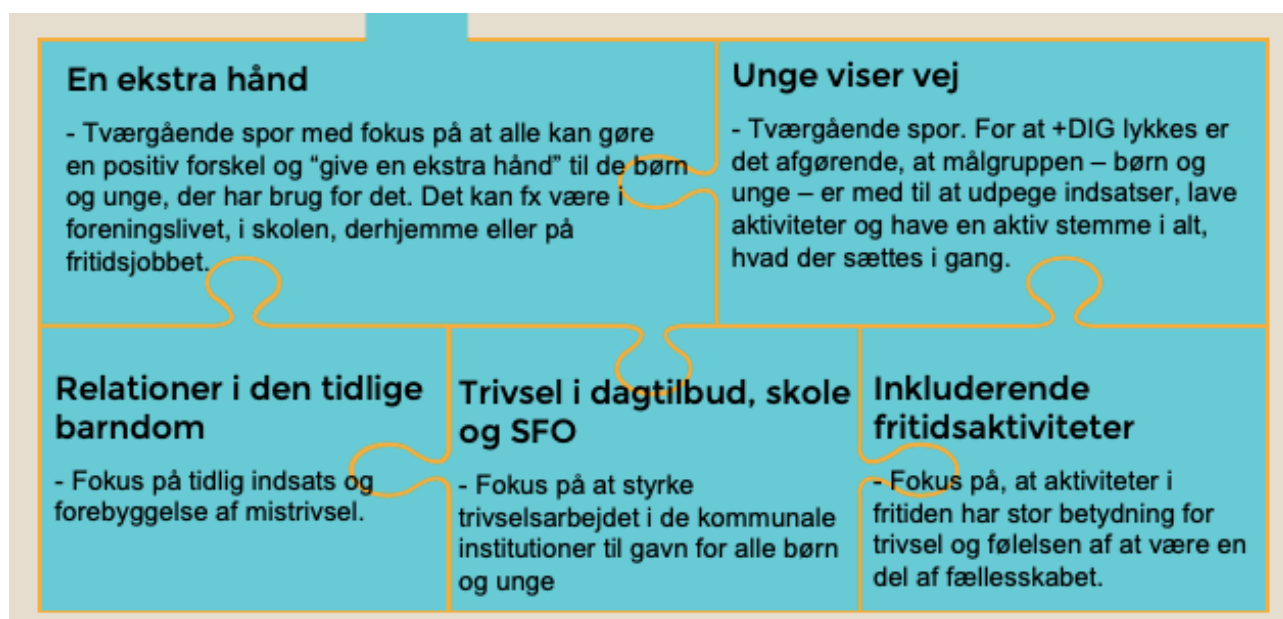 En ekstra hånd
- Tværgående spor med fokus på at alle kan gøre
en positiv forskel og “give en ekstra hånd” til de børn
og unge, der har brug for det. Det kan fx være i
foreningslivet, i skolen, derhjemme eller på
fritidsjobbet.
Unge viser vej
- Tværgående spor. For at +DIG lykkes er
det afgørende, at målgruppen – børn og
unge – er med til at udpege indsatser, lave
aktiviteter og have en aktiv stemme i alt,
hvad der sættes i gang.
Relationer i den tidlige
barndom
- Fokus på tidlig indsats og
forebyggelse af mistrivsel.
Trivsel i dagtilbud, skole
og SFO
- Fokus på at styrke
trivselsarbejdet i de kommunale
institutioner til gavn for alle børn
og unge
Inkluderende
fritidsaktiviteter
- Fokus på, at aktiviteter i
fritiden har stor betydning for
trivsel og følelsen af at være en
del af fællesskabet.